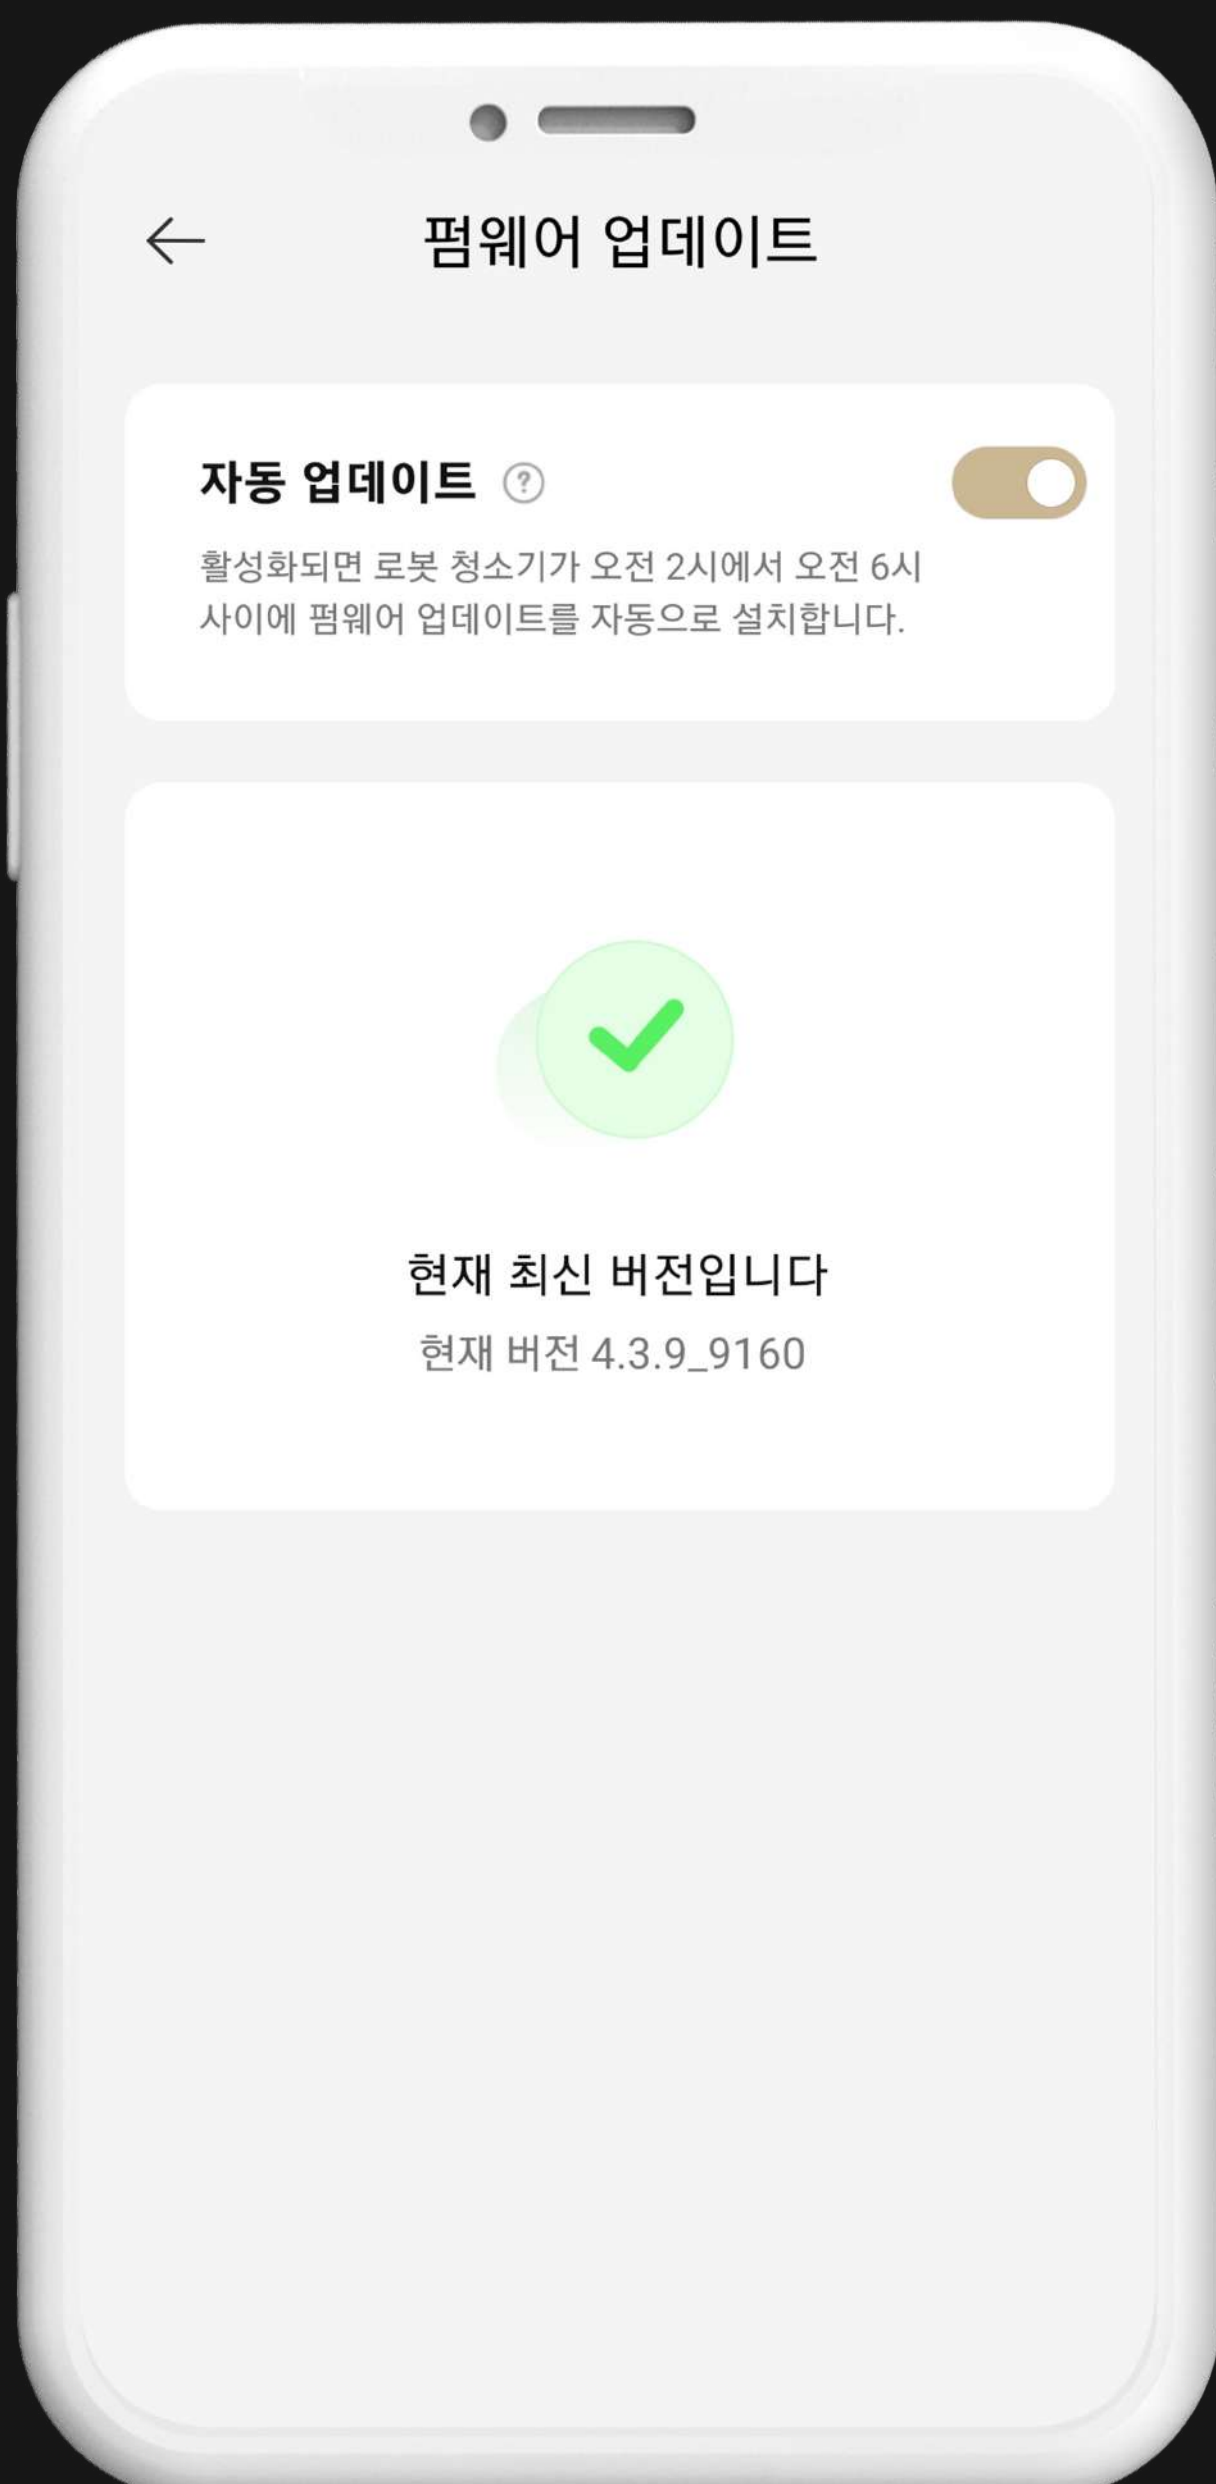 펌웨어 업데이트
자동 업데이트 ?
활성화되면 로봇 청소기가 오전 2시에서 오전 6시
사이에 펌웨어 업데이트를 자동으로 설치합니다.
현재 최신 버전입니다
현재 버전 4.3.9_9160